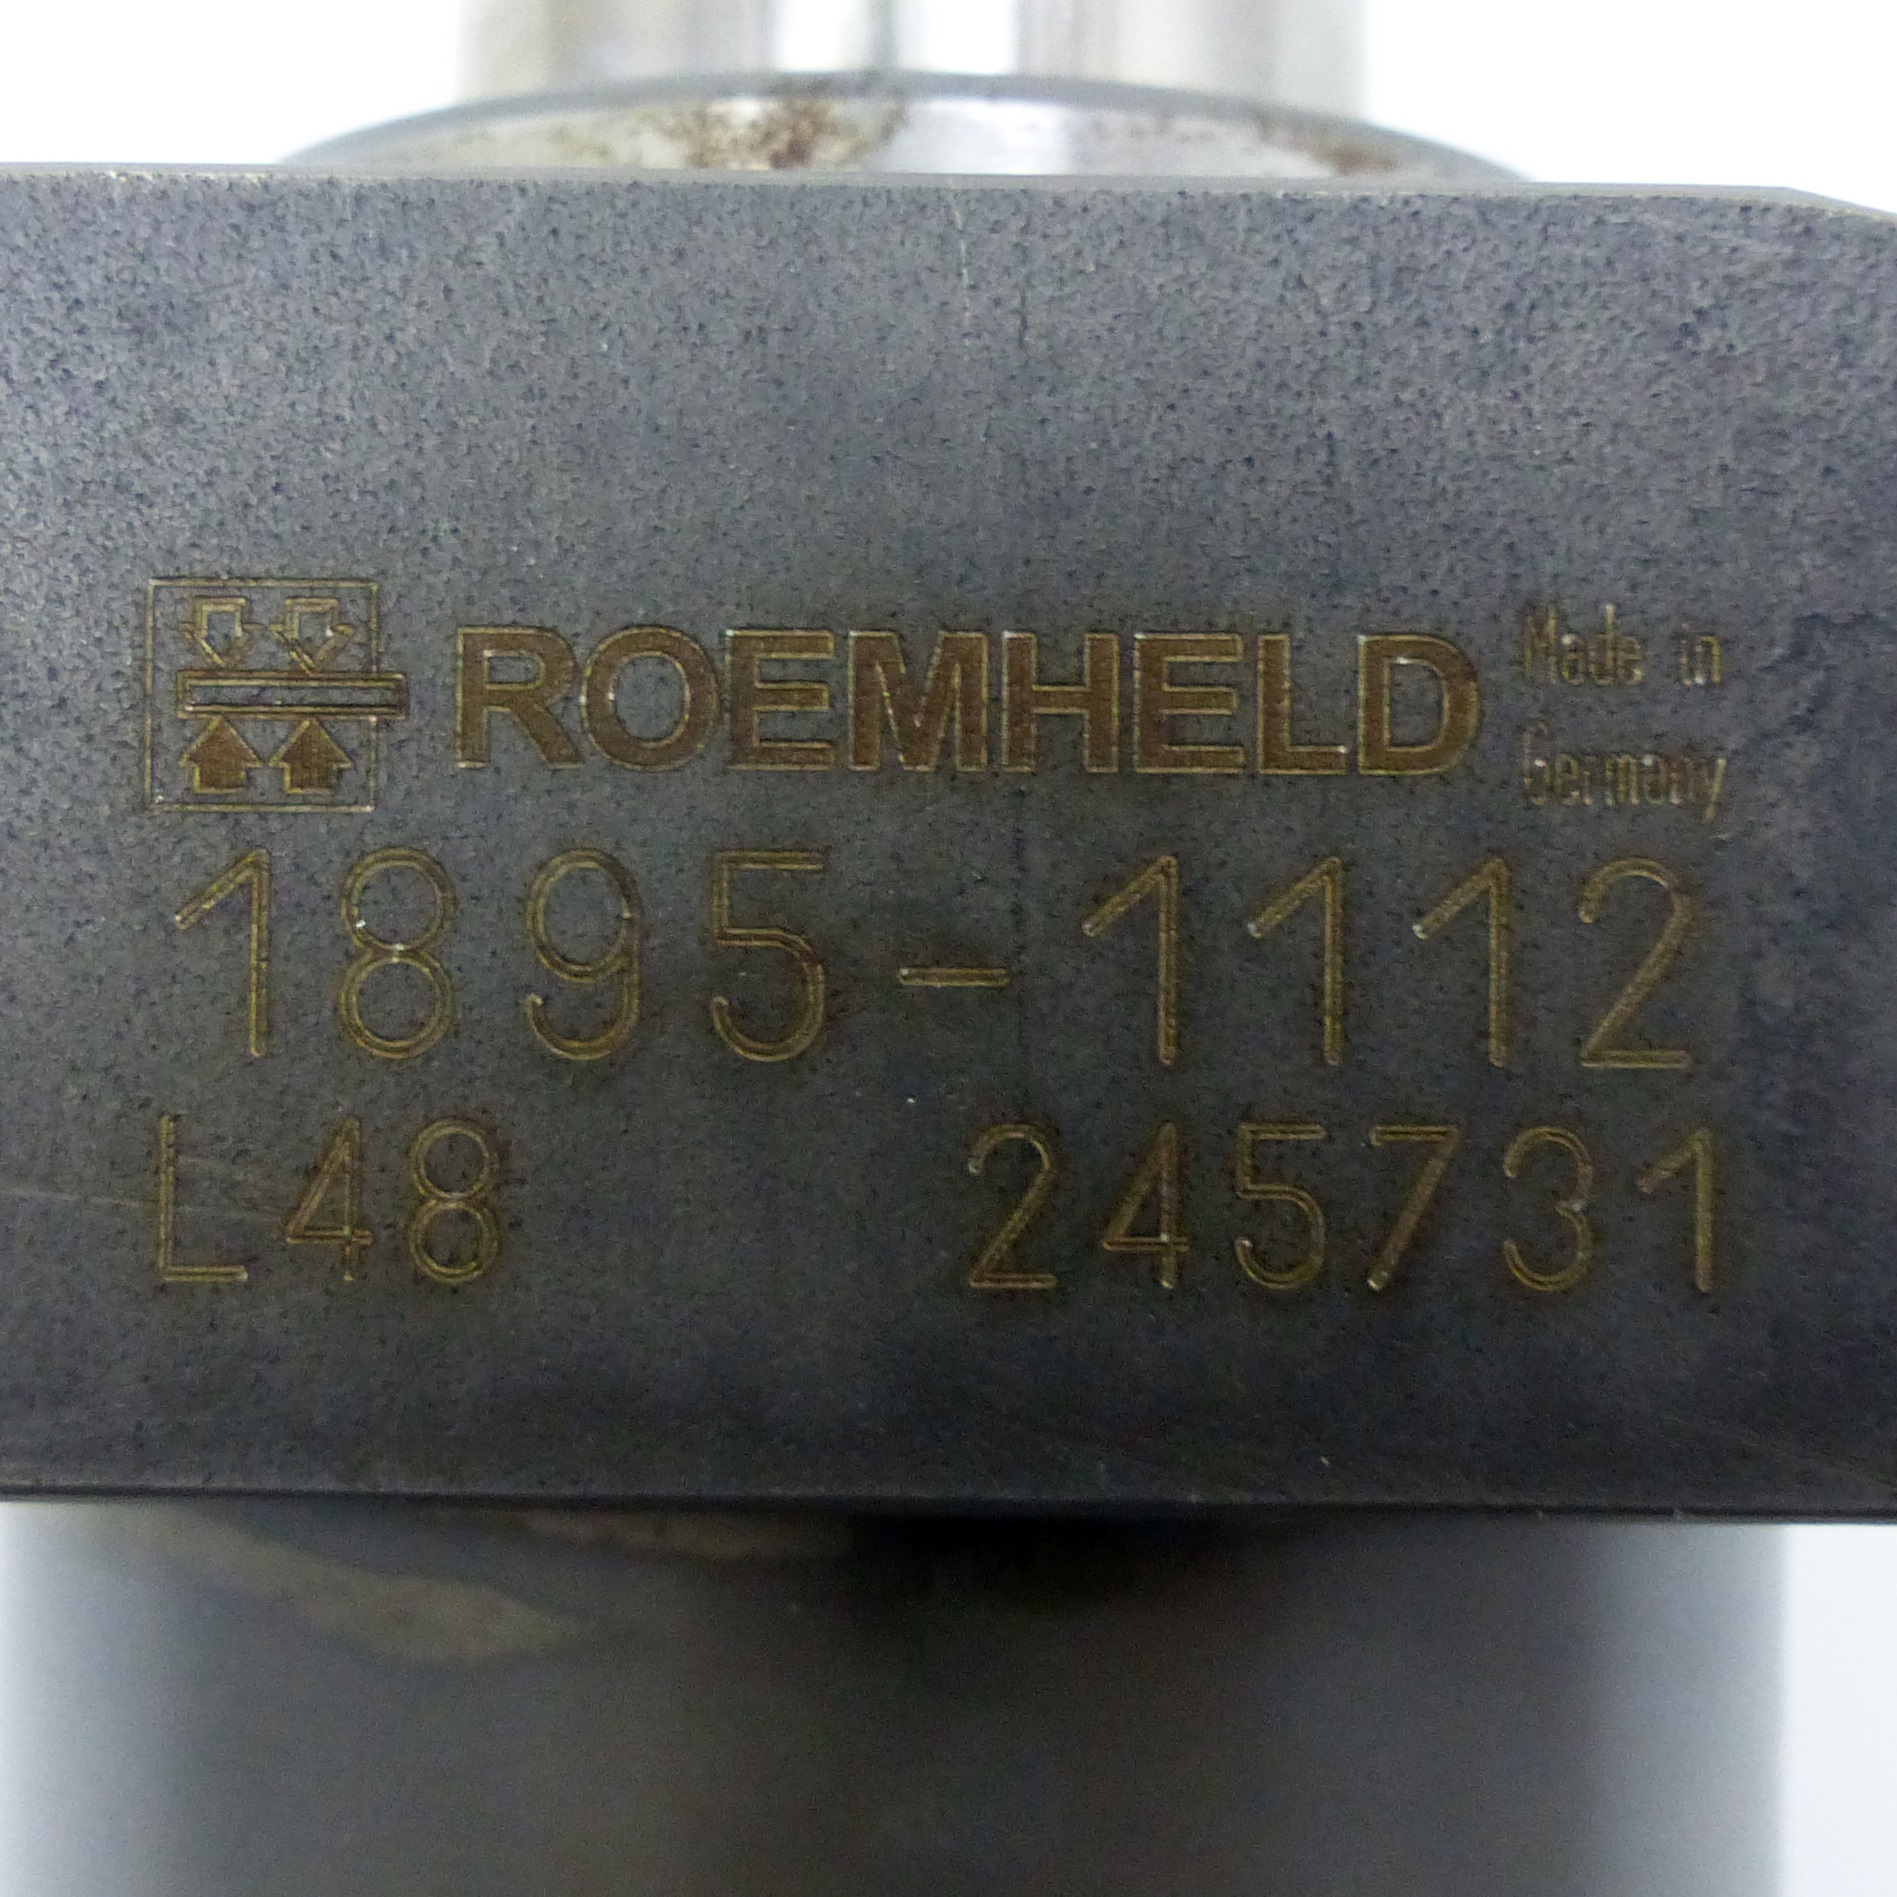 ROEMHELD Made in
Germany
1895-1112
L48 245731